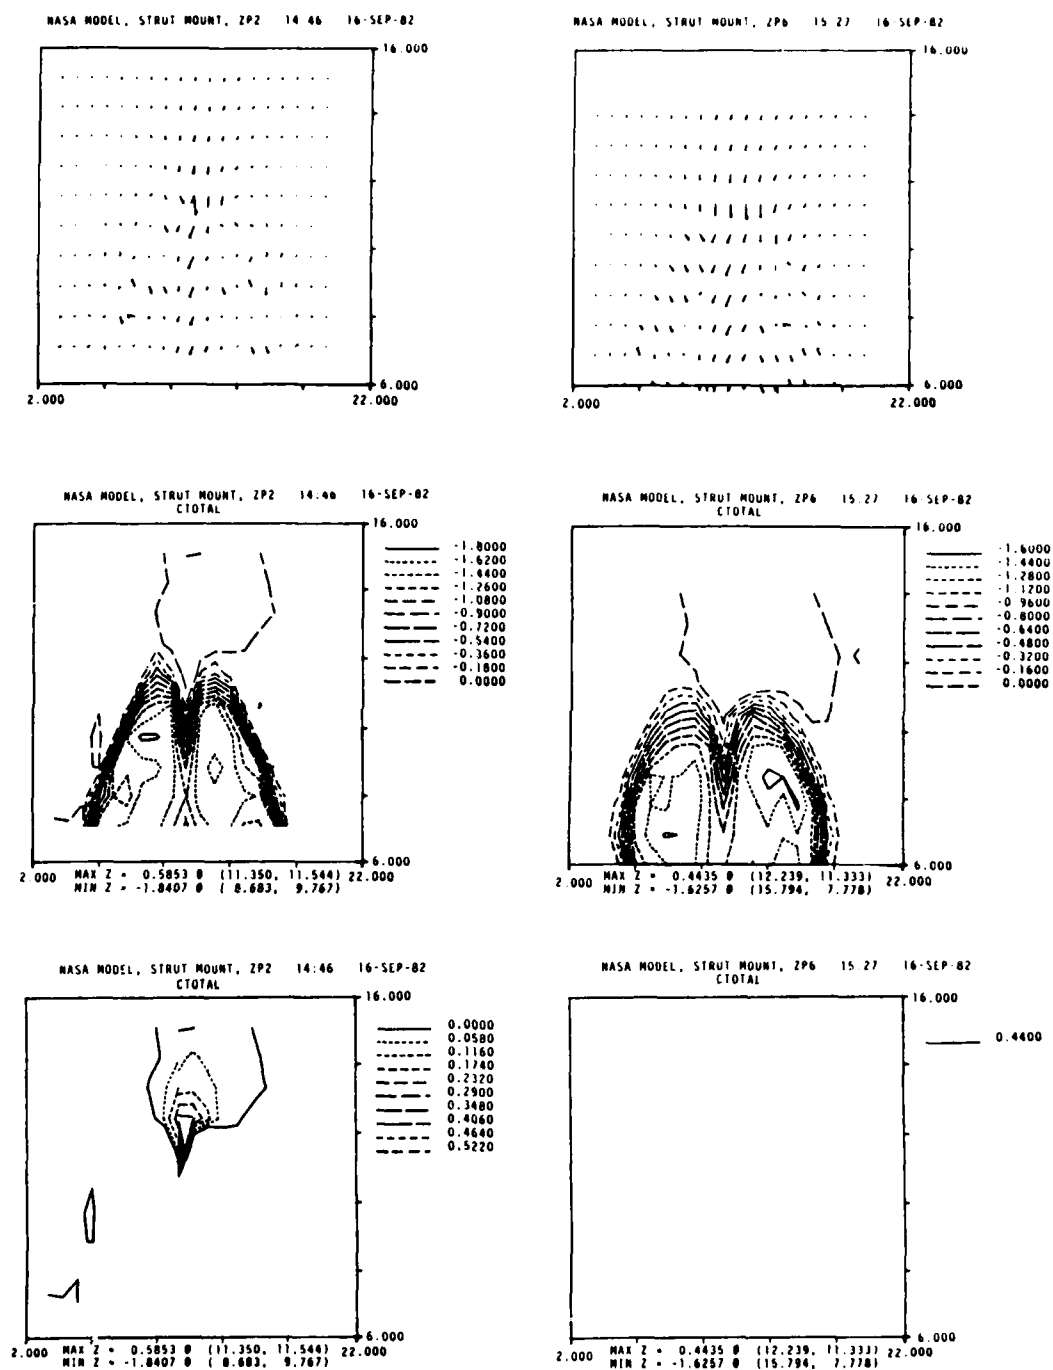 NASA MODEL, STRUT MOUNT, ZP2 14:46 16-SEP-82
16.000
6.000
2.000 22.000
NASA MODEL, STRUT MOUNT, ZP6 15:27 16-SEP-82
16.000
6.000
2.000 22.000
NASA MODEL, STRUT MOUNT, ZP2 14:46 16-SEP-82
CTOTAL
16.000
-1.8000
-1.6200
-1.4400
-1.2600
-1.0800
-0.9000
-0.7200
-0.5400
-0.3600
-0.1800
0.0000
6.000
2.000 22.000
MAX Z = 0.5853 @ (11.350, 11.544)
MIN Z = -1.8407 @ ( 8.683, 9.767)
NASA MODEL, STRUT MOUNT, ZP6 15:27 16-SEP-82
CTOTAL
16.000
-1.6000
-1.4400
-1.2800
-1.1200
-0.9600
-0.8000
-0.6400
-0.4800
-0.3200
-0.1600
0.0000
6.000
2.000 22.000
MAX Z = 0.4435 @ (12.239, 11.333)
MIN Z = -1.6257 @ (15.794, 7.778)
NASA MODEL, STRUT MOUNT, ZP2 14:46 16-SEP-82
CTOTAL
16.000
0.0000
0.0580
0.1160
0.1740
0.2320
0.2900
0.3480
0.4060
0.4640
0.5220
6.000
2.000 22.000
MAX Z = 0.5853 @ (11.350, 11.544)
MIN Z = -1.8407 @ ( 8.683, 9.767)
NASA MODEL, STRUT MOUNT, ZP6 15:27 16-SEP-82
CTOTAL
16.000
0.4400
6.000
2.000 22.000
MAX Z = 0.4435 @ (12.239, 11.333)
MIN Z = -1.6257 @ (15.794, 7.778)